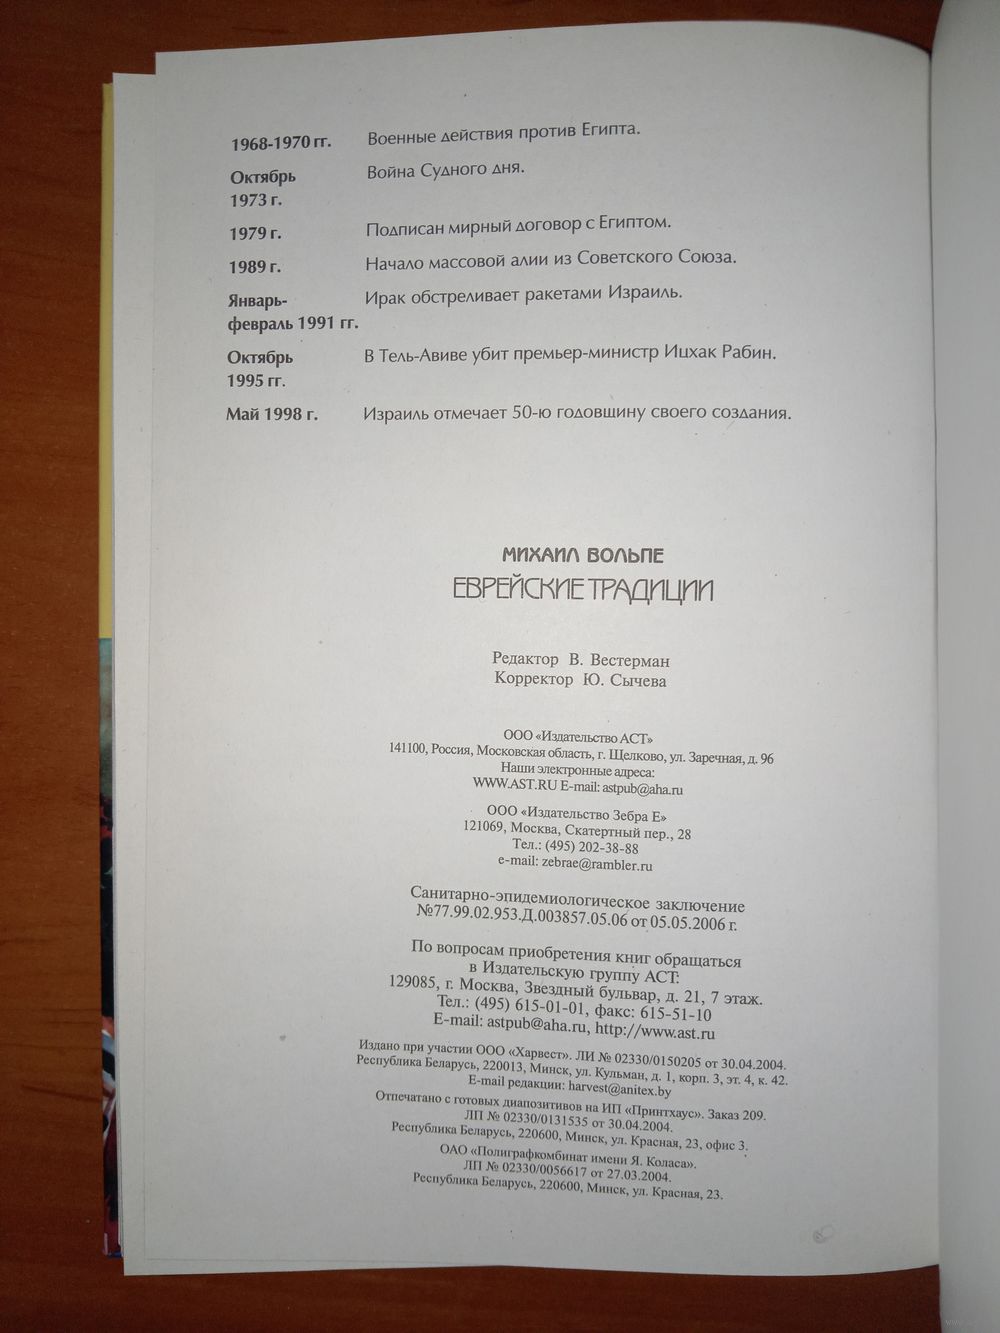 1968-1970 гг. Военные действия против Египта.
Октябрь Война Судного дня.
1973 г.
1979 г. Подписан мирный договор с Египтом.
1989 г. Начало массовой алии из Советского Союза.
Январь- Ирак обстреливает ракетами Израиль.
февраль 1991 гг.
Октябрь В Тель-Авиве убит премьер-министр Ицхак Рабин.
1995 гг.
Май 1998 г. Израиль отмечает 50-ю годовщину своего создания.
МИХАИЛ ВОЛЬПЕ
ЕВРЕЙСКИЕ ТРАДИЦИИ
Редактор В. Вестерман
Корректор Ю. Сычева
ООО «Издательство АСТ»
141100, Россия, Московская область, г. Щелково, ул. Заречная, д. 96
Наши электронные адреса:
WWW.AST.RU E-mail: astpub@aha.ru
ООО «Издательство Зебра Е»
121069, Москва, Скатертный пер., 28
Тел.: (495) 202-38-88
e-mail: zebrae@rambler.ru
Санитарно-эпидемиологическое заключение
№77.99.02.953.Д.003857.05.06 от 05.05.2006 г.
По вопросам приобретения книг обращаться
в Издательскую группу АСТ:
129085, г. Москва, Звездный бульвар, д. 21, 7 этаж.
Тел.: (495) 615-01-01, факс: 615-51-10
E-mail: astpub@aha.ru, http://www.ast.ru
Издано при участии ООО «Харвест». ЛИ № 02330/0150205 от 30.04.2004.
Республика Беларусь, 220013, Минск, ул. Кульман, д. 1, корп. 3, эт. 4, к. 42.
E-mail редакции: harvest@anitex.by
Отпечатано с готовых диапозитивов на ИП «Принтхаус». Заказ 209.
ЛП № 02330/0131535 от 30.04.2004.
Республика Беларусь, 220600, Минск, ул. Красная, 23, офис 3.
ОАО «Полиграфкомбинат имени Я. Коласа».
ЛП № 02330/0056617 от 27.03.2004.
Республика Беларусь, 220600, Минск, ул. Красная, 23.